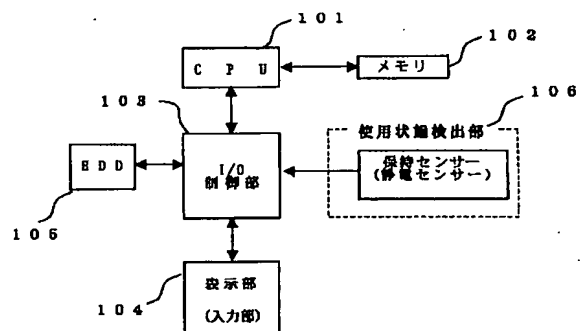 101
CPU
メモリ
102
103
106
使用状態検出部
HDD
I/O
制御部
保持センサー
(静電センサー)
105
104
表示部
(入力部)